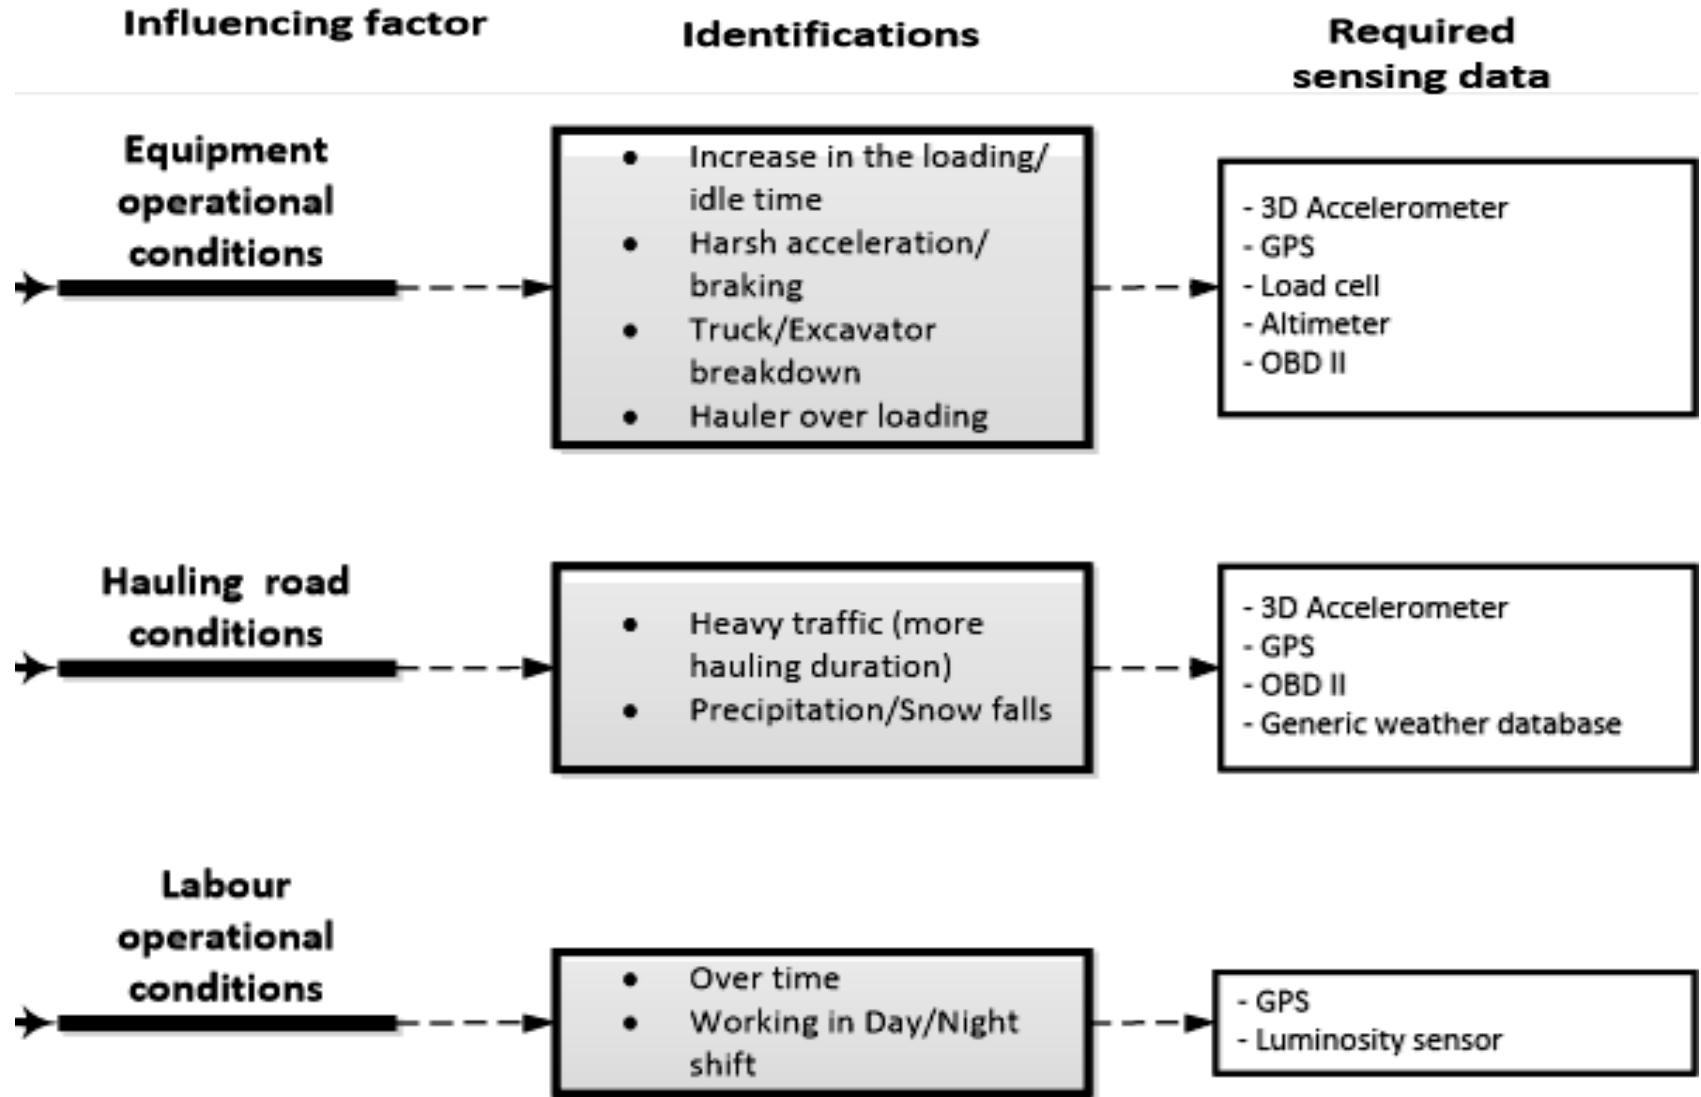 Influencing factor
Identifications
Required
sensing data
Equipment
operational
conditions
• Increase in the loading/
idle time
• Harsh acceleration/
braking
• Truck/Excavator
breakdown
• Hauler over loading
- 3D Accelerometer
- GPS
- Load cell
- Altimeter
- OBD II
Hauling road
conditions
• Heavy traffic (more
hauling duration)
• Precipitation/Snow falls
- 3D Accelerometer
- GPS
- OBD II
- Generic weather database
Labour
operational
conditions
• Over time
• Working in Day/Night
shift
- GPS
- Luminosity sensor